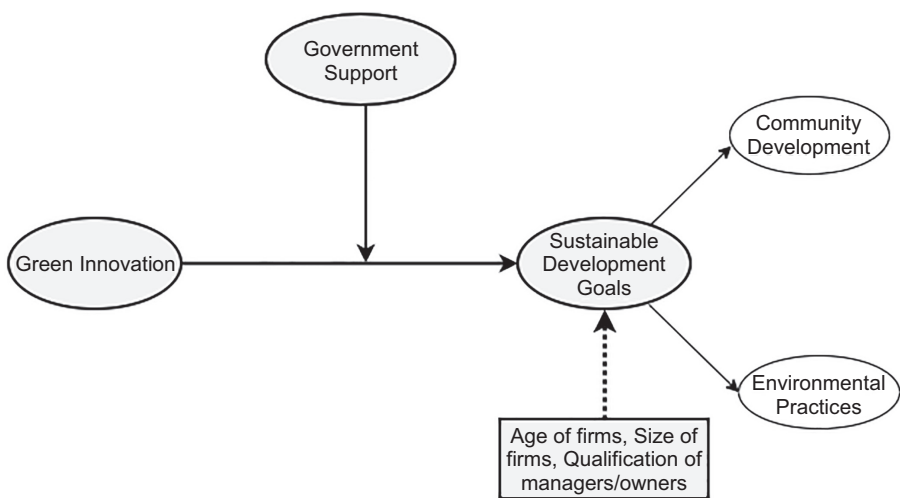 Government
Support
Community
Development
Green Innovation
Sustainable
Development
Goals
Environmental
Practices
Age of firms, Size of
firms, Qualification of
managers/owners